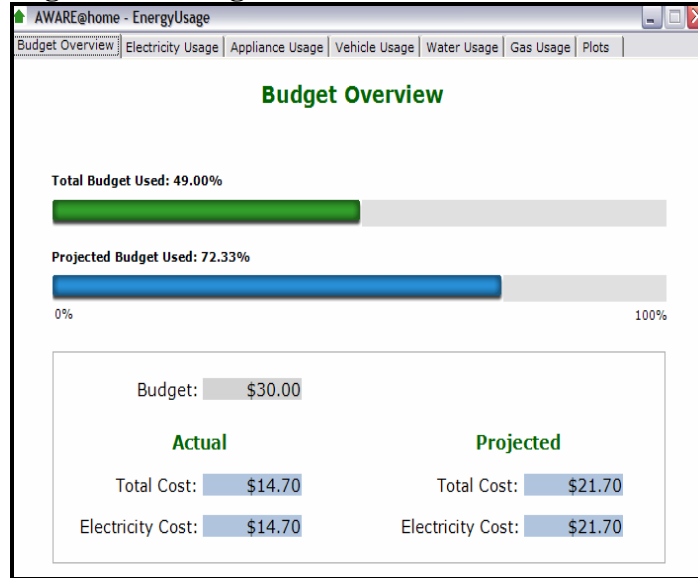 AWARE@home - EnergyUsage
Budget Overview Electricity Usage Appliance Usage Vehicle Usage Water Usage Gas Usage Plots
Budget Overview
Total Budget Used: 49.00%
Projected Budget Used: 72.33%
0% 100%
Budget: $30.00
Actual Projected
Total Cost: $14.70 Total Cost: $21.70
Electricity Cost: $14.70 Electricity Cost: $21.70